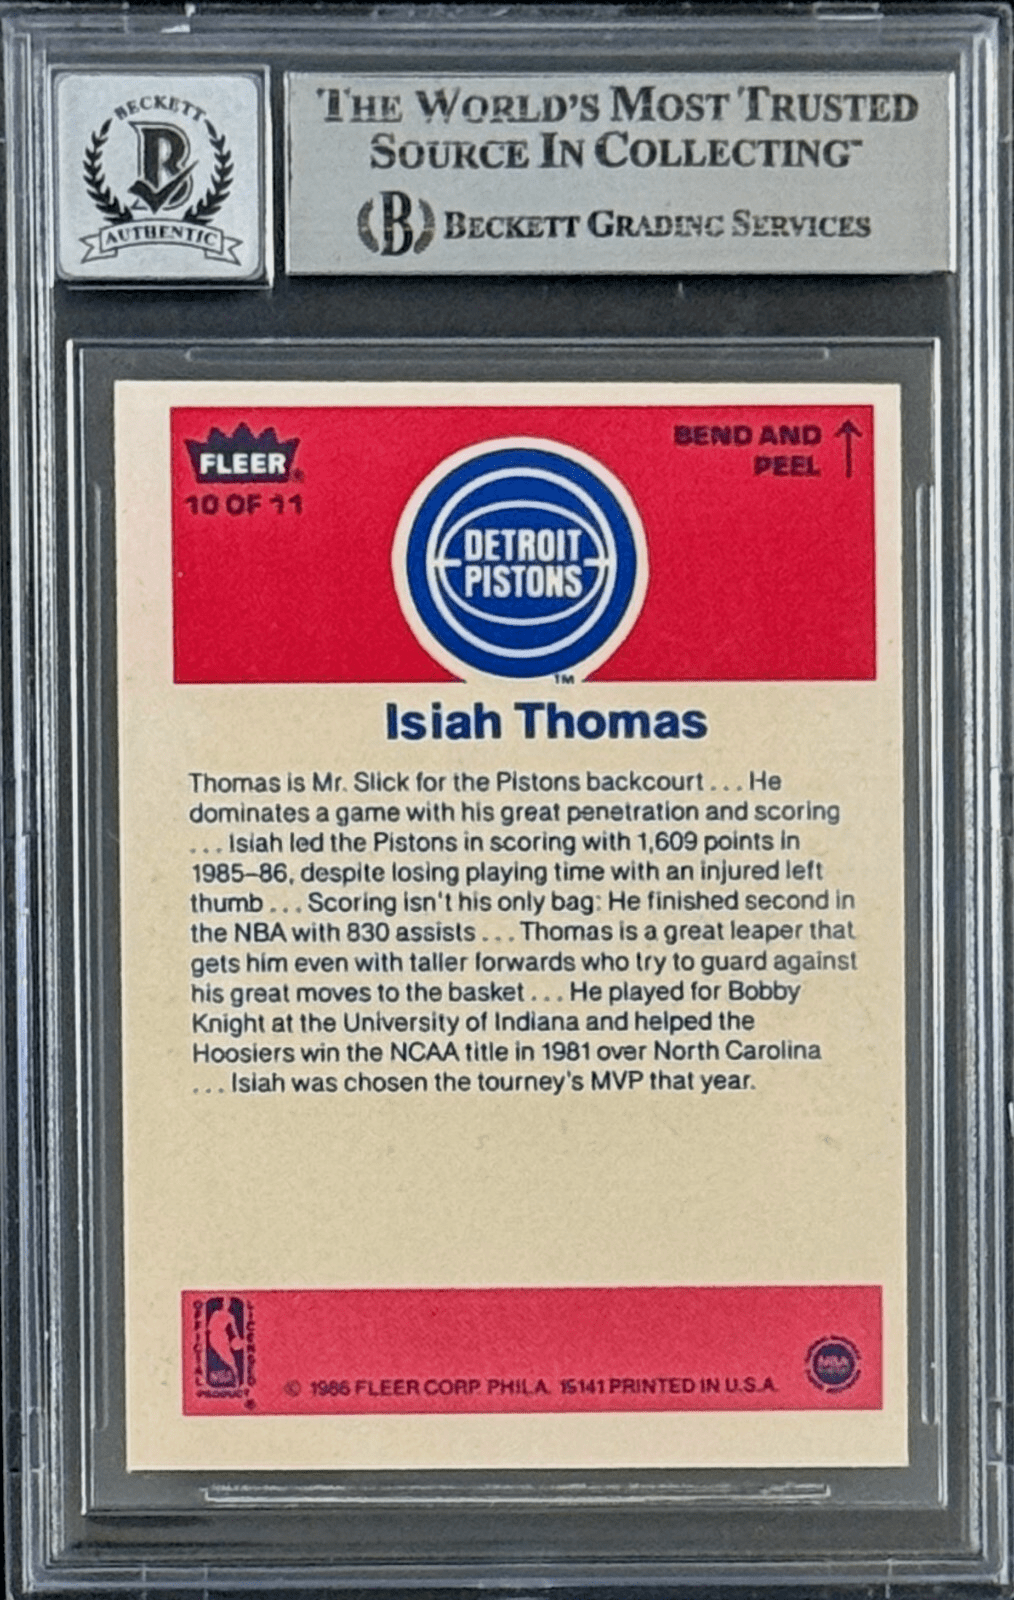 BECKETT
B
AUTHENTIC
THE WORLD'S MOST TRUSTED
SOURCE IN COLLECTING™
(B) BECKETT GRADING SERVICES
FLEER®
10 OF 11
BEND AND
PEEL ↑
DETROIT
PISTONS
TM
Isiah Thomas
Thomas is Mr. Slick for the Pistons backcourt . . . He
dominates a game with his great penetration and scoring
. . . Isiah led the Pistons in scoring with 1,609 points in
1985–86, despite losing playing time with an injured left
thumb . . . Scoring isn't his only bag: He finished second in
the NBA with 830 assists . . . Thomas is a great leaper that
gets him even with taller forwards who try to guard against
his great moves to the basket . . . He played for Bobby
Knight at the University of Indiana and helped the
Hoosiers win the NCAA title in 1981 over North Carolina
. . . Isiah was chosen the tourney's MVP that year.
OFFICIAL
LICENSED
NBA
PRODUCT
®
© 1986 FLEER CORP. PHILA. 15141 PRINTED IN U.S.A.
NBA